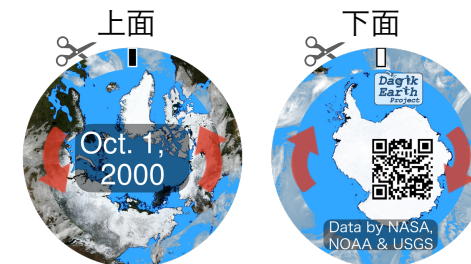 上面
下面
Dagik
Earth
Project
Oct. 1,
2000
Data by NASA,
NOAA & USGS